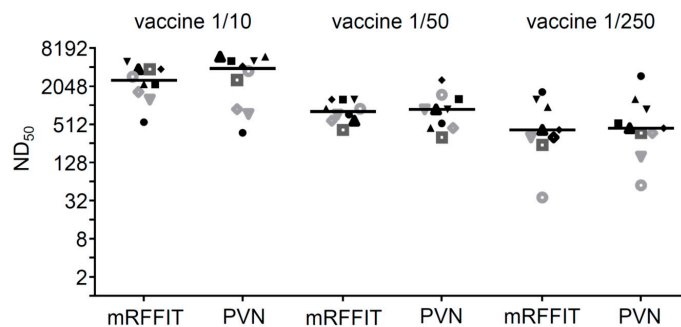 vaccine 1/10 vaccine 1/50 vaccine 1/250
8192
2048
512
128
32
8
2
ND50
mRFFIT PVN mRFFIT PVN mRFFIT PVN